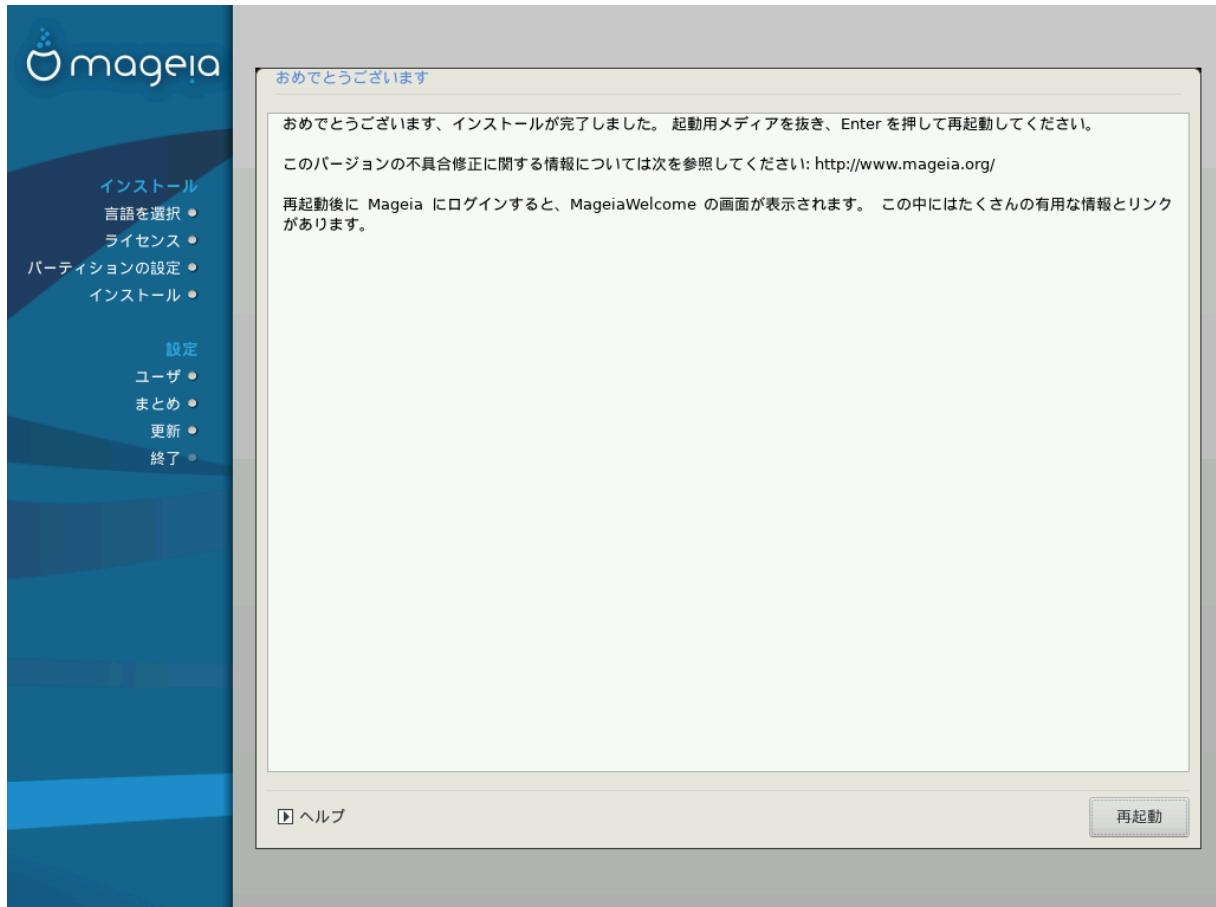 mageia
インストール
言語を選択
ライセンス
パーティションの設定
インストール
設定
ユーザ
まとめ
更新
終了
おめでとうございます
おめでとうございます、インストールが完了しました。 起動用メディアを抜き、Enter を押して再起動してください。
このバージョンの不具合修正に関する情報については次を参照してください: http://www.mageia.org/
再起動後に Mageia にログインすると、MageiaWelcome の画面が表示されます。 この中にはたくさんの有用な情報とリンク
があります。
ヘルプ
再起動